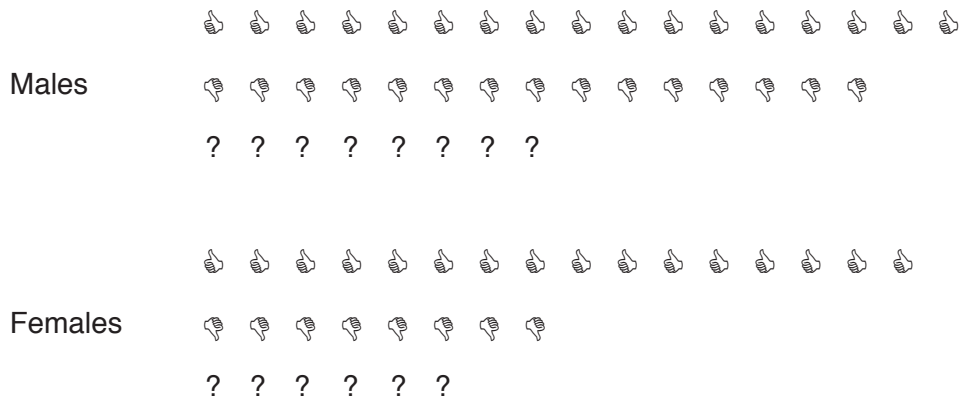 👍 👍 👍 👍 👍 👍 👍 👍 👍 👍 👍 👍 👍 👍 👍 👍 👍
Males 👎 👎 👎 👎 👎 👎 👎 👎 👎 👎 👎 👎 👎 👎 👎
? ? ? ? ? ? ? ?
👍 👍 👍 👍 👍 👍 👍 👍 👍 👍 👍 👍 👍 👍 👍 👍
Females 👎 👎 👎 👎 👎 👎 👎 👎
? ? ? ? ? ?